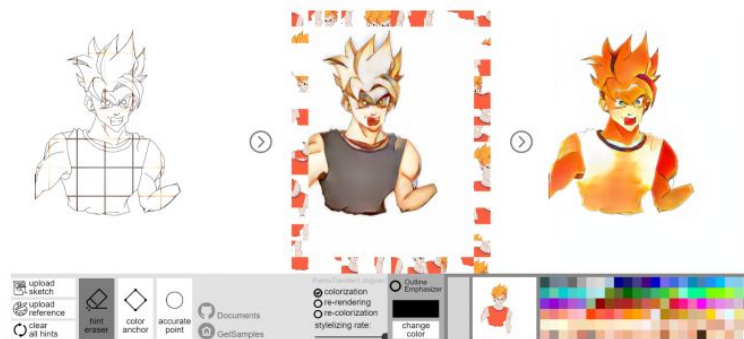 upload
sketch
upload
reference
clear
all hints
hint
eraser
color
anchor
accurate
point
Documents
GetSamples
colorization
re-rendering
re-colorization
stylelizing rate:
Outline
Emphasizer
change
color